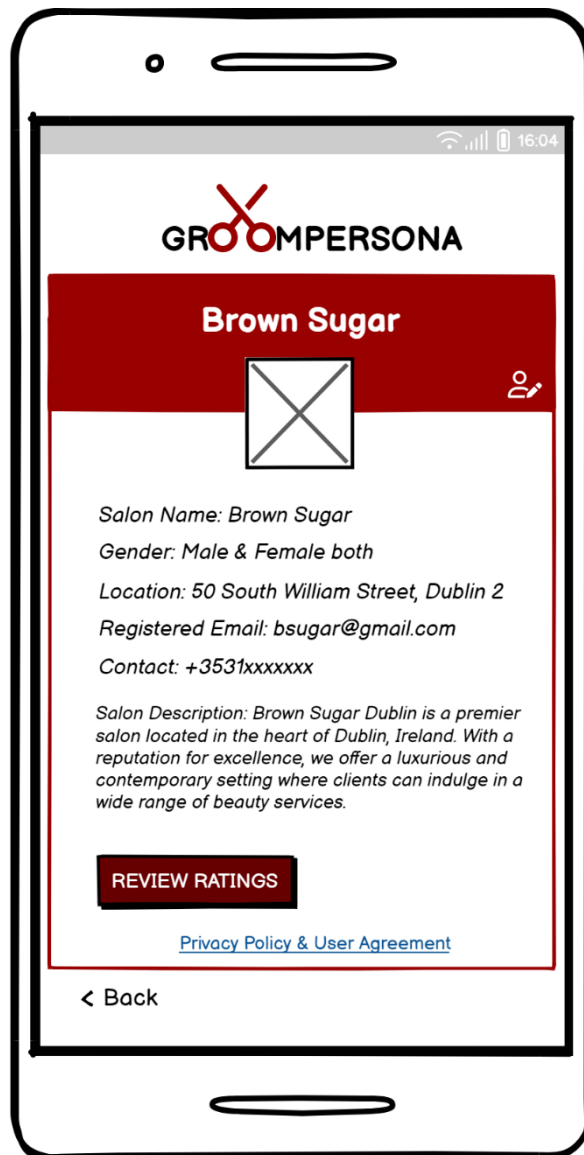 16:04
GROOMPERSONA
Brown Sugar
Salon Name: Brown Sugar
Gender: Male & Female both
Location: 50 South William Street, Dublin 2
Registered Email: bsugar@gmail.com
Contact: +3531xxxxxxx
Salon Description: Brown Sugar Dublin is a premier
salon located in the heart of Dublin, Ireland. With a
reputation for excellence, we offer a luxurious and
contemporary setting where clients can indulge in a
wide range of beauty services.
REVIEW RATINGS
Privacy Policy & User Agreement
< Back